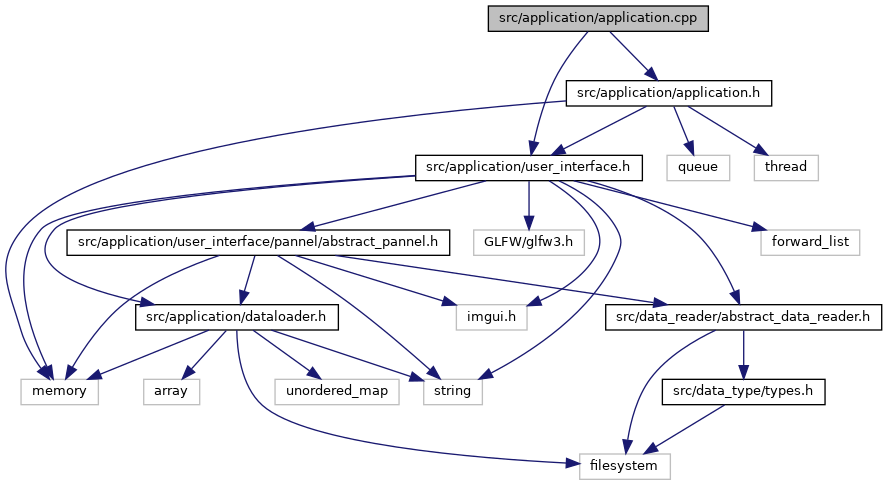 src/application/application.cpp
src/application/application.h
src/application/user_interface.h
queue
thread
src/application/user_interface/pannel/abstract_pannel.h
GLFW/glfw3.h
forward_list
src/application/dataloader.h
imgui.h
src/data_reader/abstract_data_reader.h
memory
array
unordered_map
string
src/data_type/types.h
filesystem